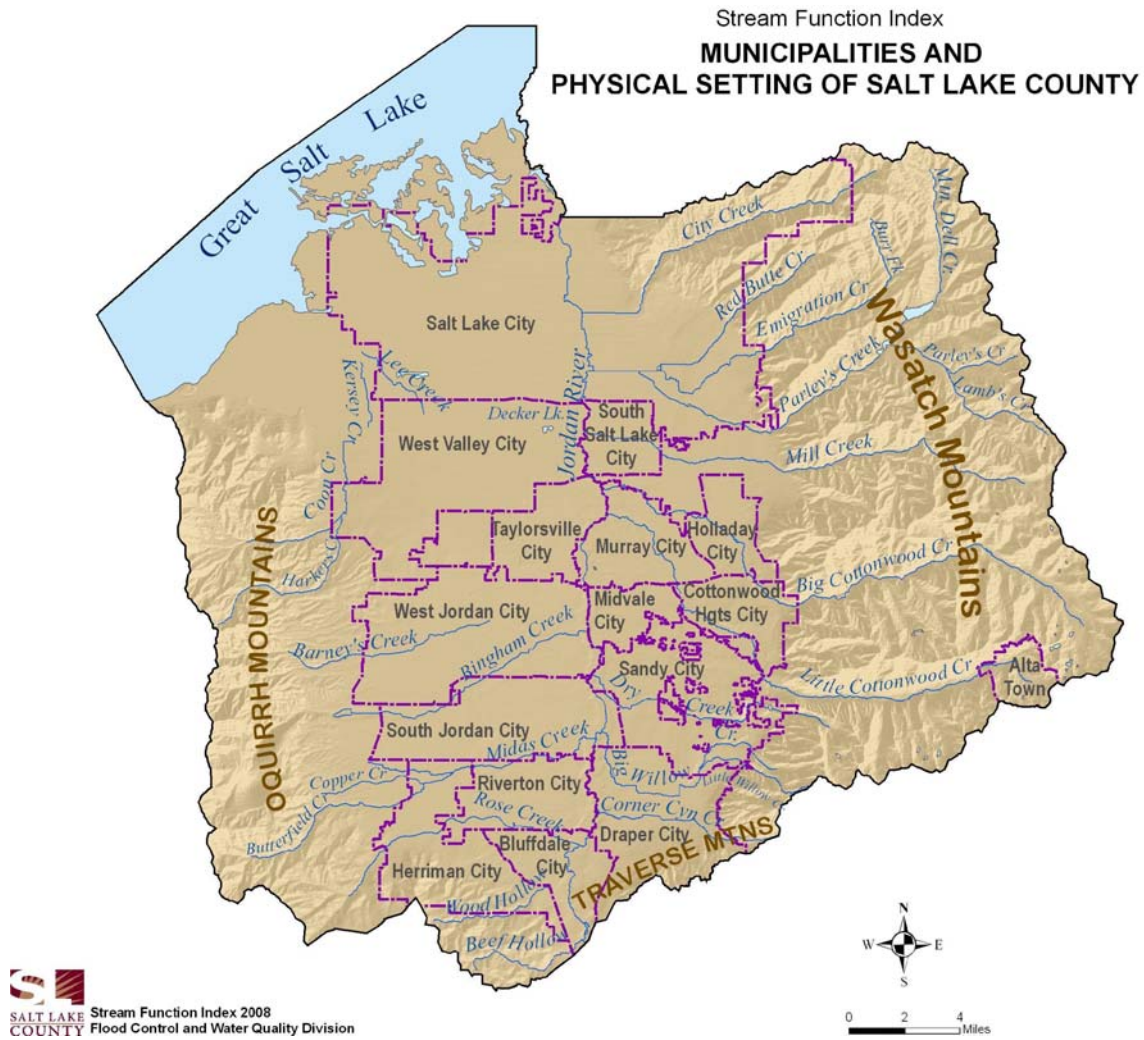 Stream Function Index
MUNICIPALITIES AND
PHYSICAL SETTING OF SALT LAKE COUNTY
Great Salt Lake
City Creek
Mtn. Dell Cr.
Burr Fk
Red Butte Cr.
Emigration Cr
Salt Lake City
Wasatch Mountains
Parley's Creek
Parley's Cr
Lamb's Cr
Lee Creek
Kersey Cr
Jordan River
Decker Lk.
South
Salt Lake
City
West Valley City
Mill Creek
Coon Cr
Taylorsville
City
Murray City
Holladay
City
Harkers C
OQUIRRH MOUNTAINS
Big Cottonwood Cr
West Jordan City
Midvale
City
Cottonwood
Hgts City
Barney's Creek
Bingham Creek
Sandy City
Little Cottonwood Cr
Alta
Town
Dry Creek
South Jordan City
Midas Creek
Big Willow Cr.
Little Willow C
Copper Cr
Riverton City
Butterfield Cr
Rose Creek
Corner Cyn C
Bluffdale
City
Draper City
TRAVERSE MTNS
Herriman City
Wood Hollow
Beef Hollow
N
W E
S
SL
SALT LAKE
COUNTY
Stream Function Index 2008
Flood Control and Water Quality Division
0 2 4
Miles